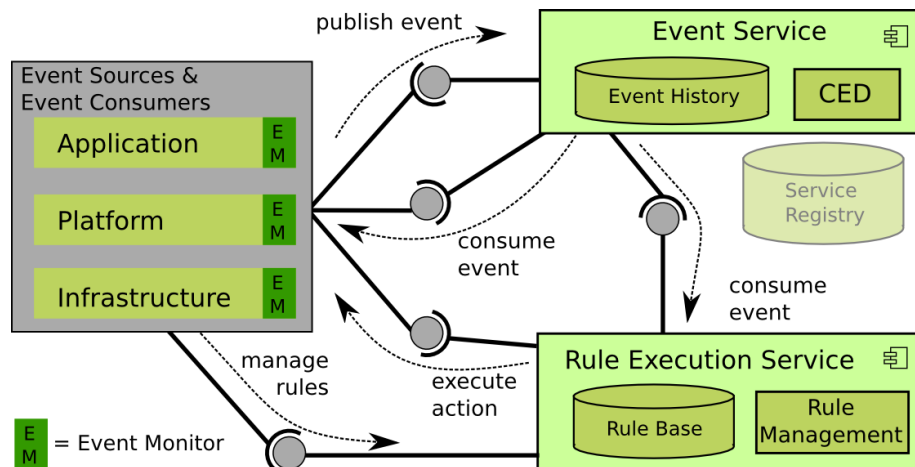 publish event
Event Service
Event History
CED
Event Sources &
Event Consumers
Application
E
M
Platform
E
M
Infrastructure
E
M
Service
Registry
consume
event
consume
event
manage
rules
execute
action
Rule Execution Service
Rule Base
Rule
Management
E
M
= Event Monitor